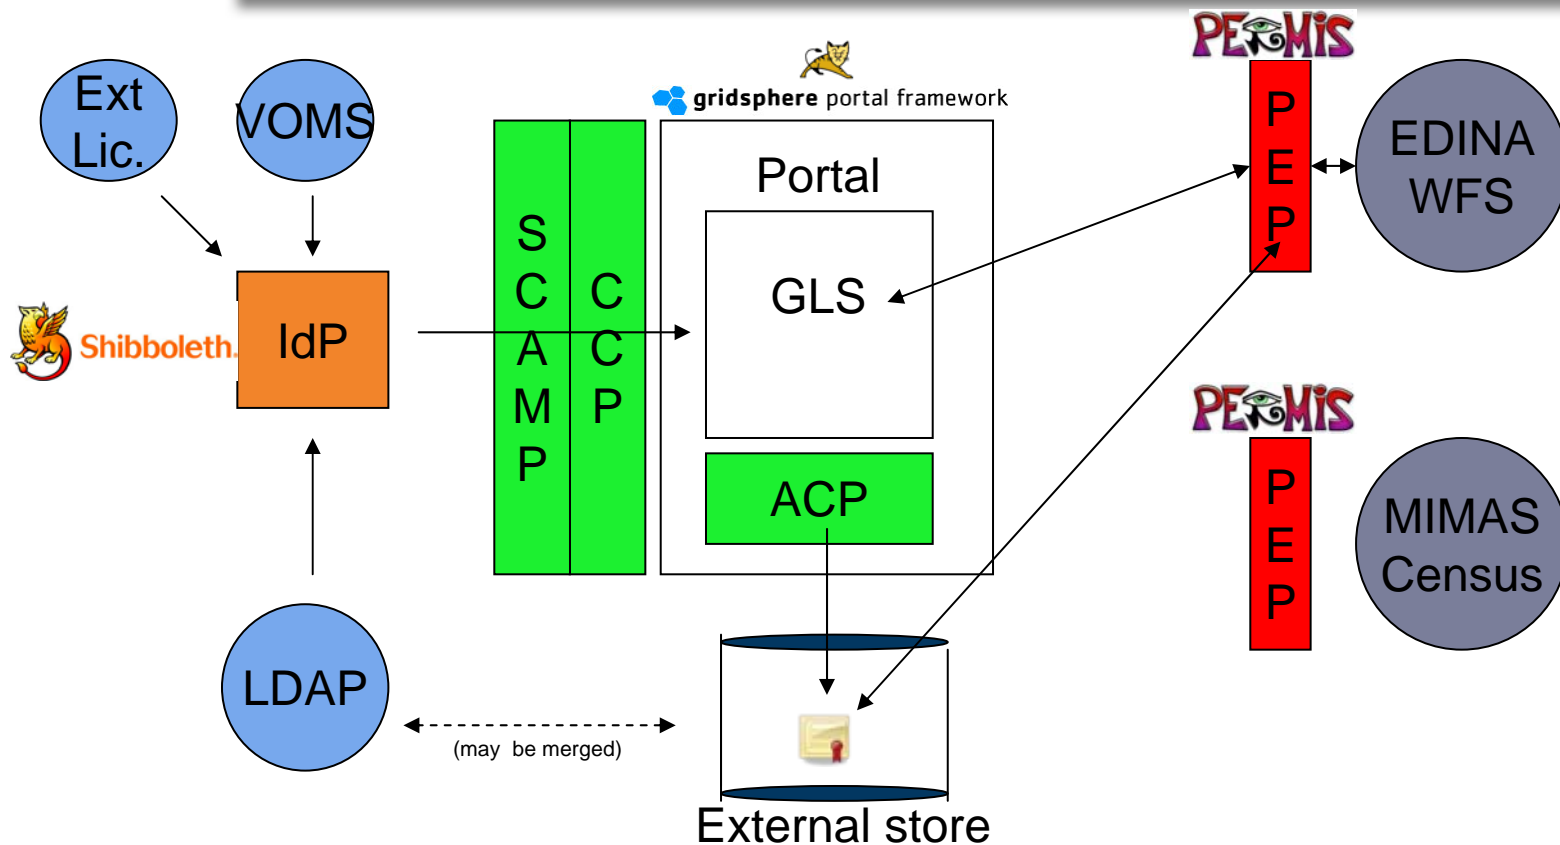 PERMIS
Ext
Lic.
VOMS
gridsphere portal framework
Portal
P
E
P
EDINA
WFS
S
C
A
M
P
C
C
P
GLS
Shibboleth.
IdP
PERMIS
ACP
P
E
P
MIMAS
Census
LDAP
(may be merged)
External store